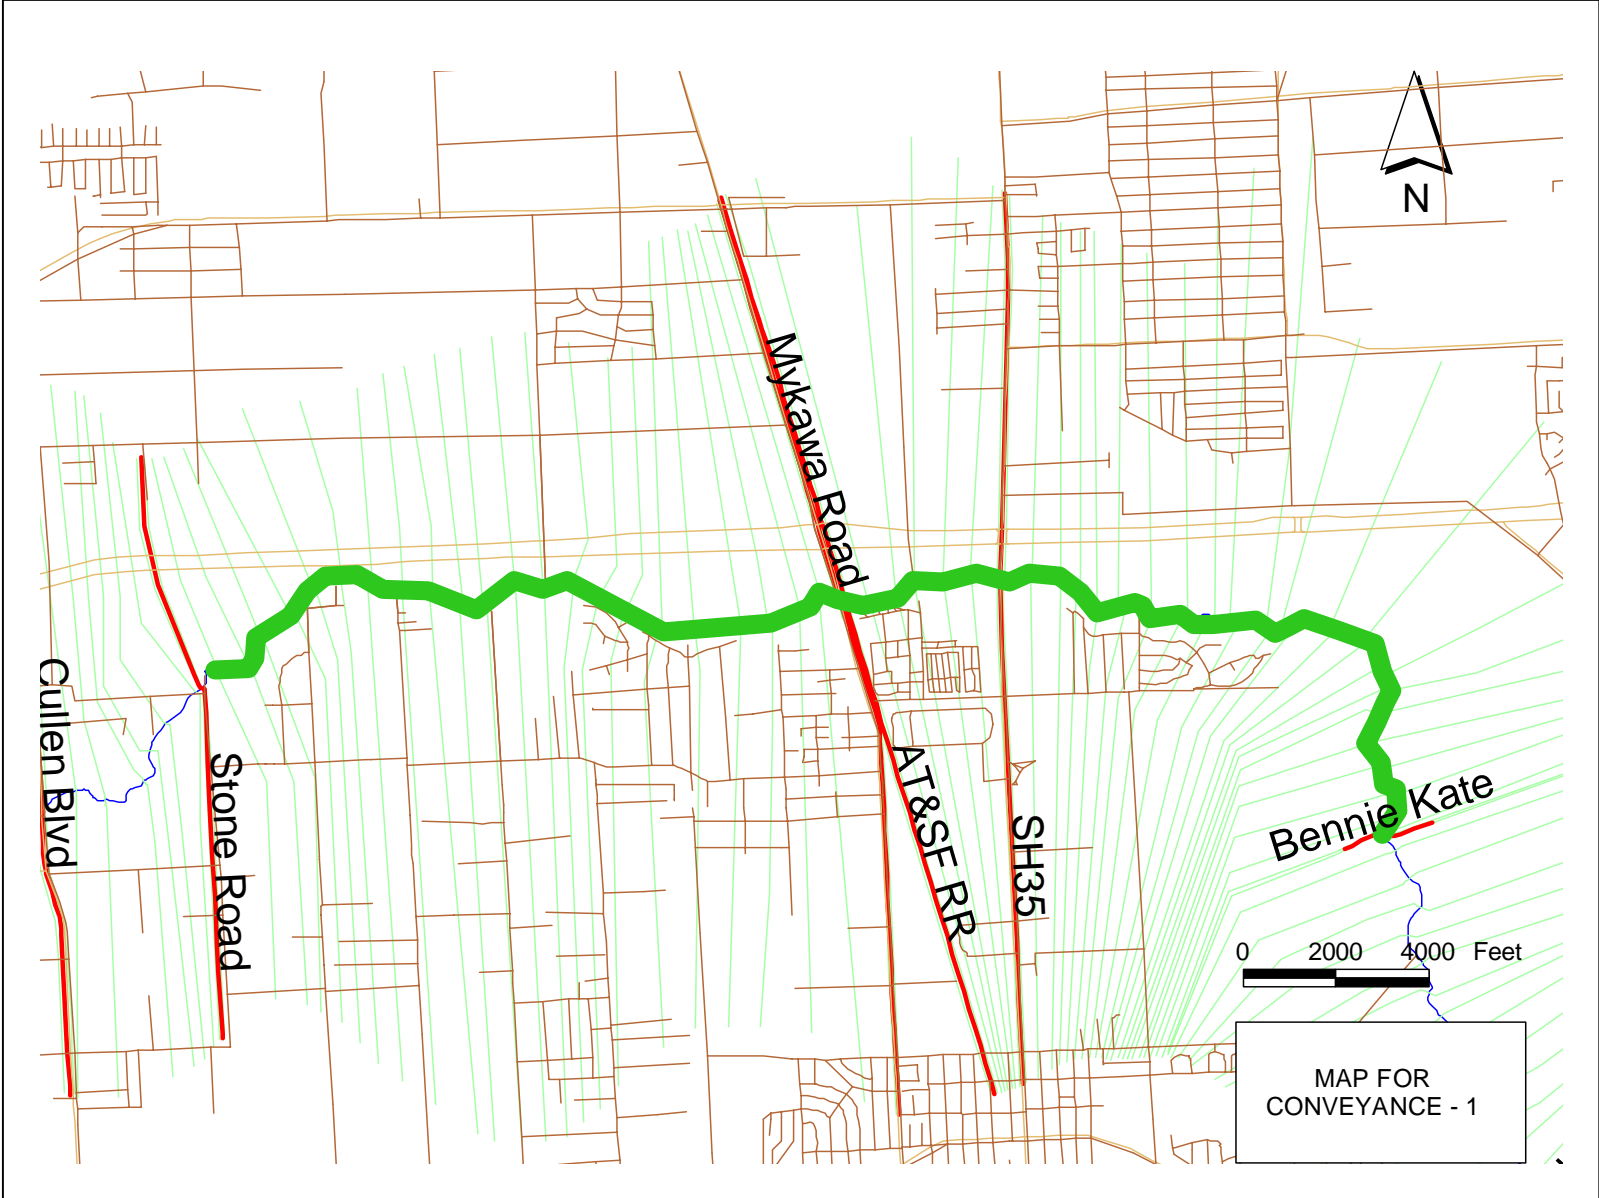 N
Mykawa Road
Cullen Blvd
Stone Road
AT&SF RR
SH35
Bennie Kate
0 2000 4000 Feet
MAP FOR
CONVEYANCE - 1